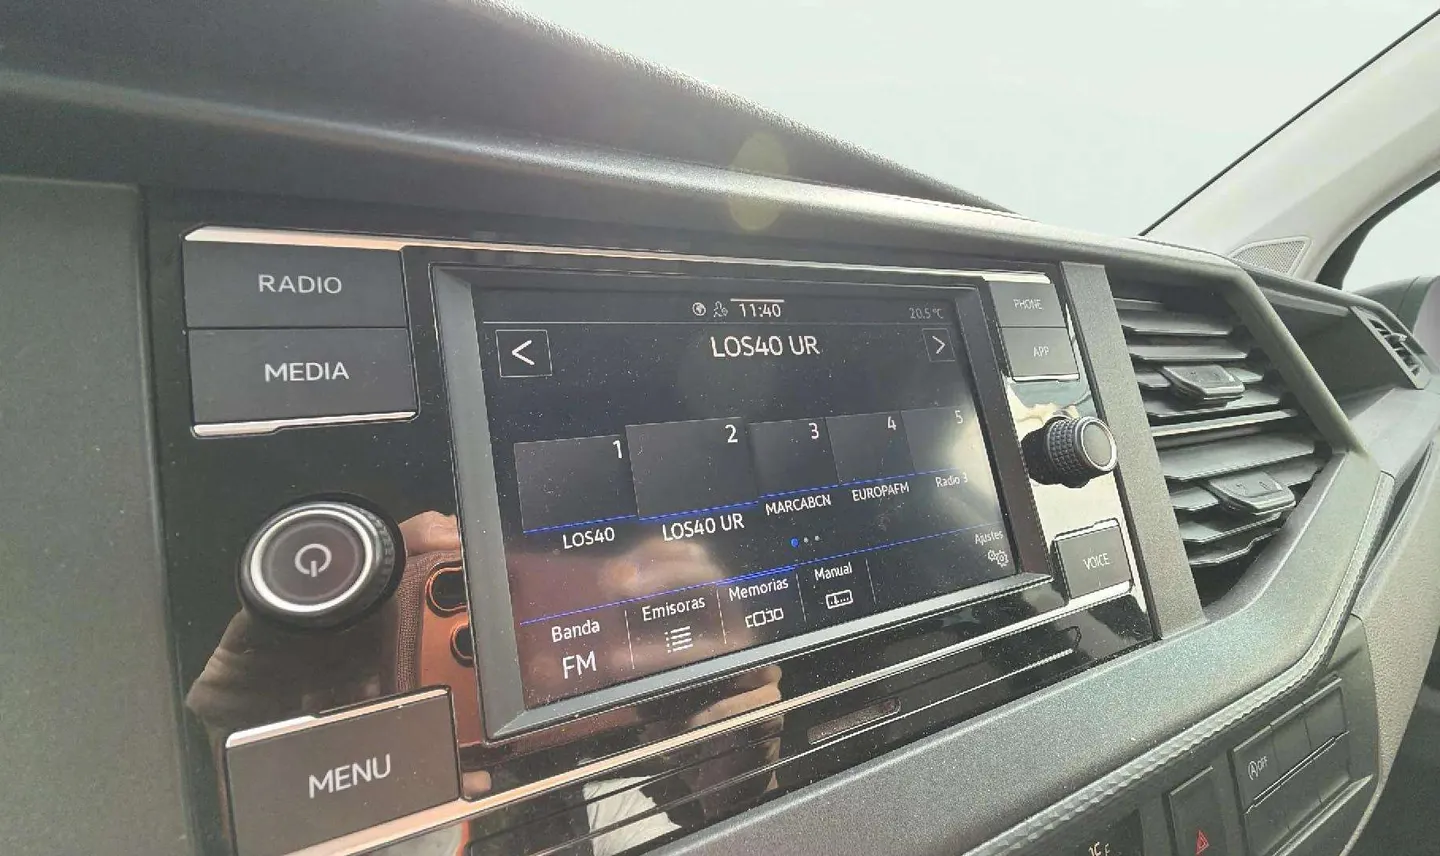 RADIO
MEDIA
MENU
11:40
20.5°C
<
LOS40 UR
>
1
2
3
4
5
LOS40
LOS40 UR
MARCABCN
EUROPAFM
Radio 3
Banda
FM
Emisoras
Memorias
Manual
Ajustes
PHONE
APP
VOICE
OFF